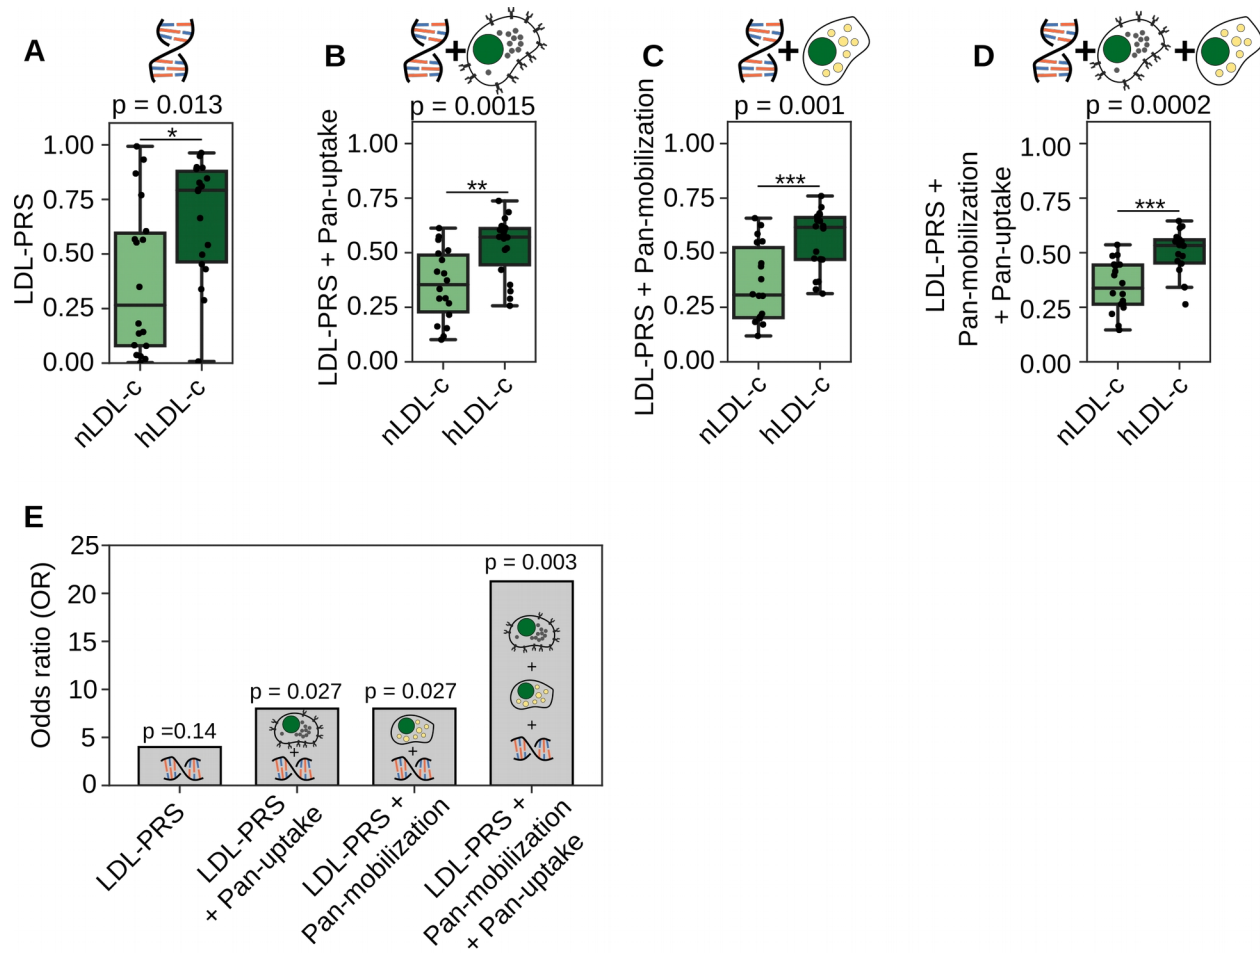 A
p = 0.013
*
LDL-PRS
1.00
0.75
0.50
0.25
0.00
nLDL-c
hLDL-c
B
+
p = 0.0015
**
LDL-PRS + Pan-uptake
1.00
0.75
0.50
0.25
0.00
nLDL-c
hLDL-c
C
+
p = 0.001
***
LDL-PRS + Pan-mobilization
1.00
0.75
0.50
0.25
0.00
nLDL-c
hLDL-c
D
+
+
p = 0.0002
***
LDL-PRS +
Pan-mobilization
+ Pan-uptake
1.00
0.75
0.50
0.25
0.00
nLDL-c
hLDL-c
E
Odds ratio (OR)
25
20
15
10
5
0
p =0.14
p = 0.027
+
p = 0.027
+
p = 0.003
+
+
LDL-PRS
LDL-PRS
+ Pan-uptake
LDL-PRS +
Pan-mobilization
LDL-PRS +
Pan-mobilization
+ Pan-uptake